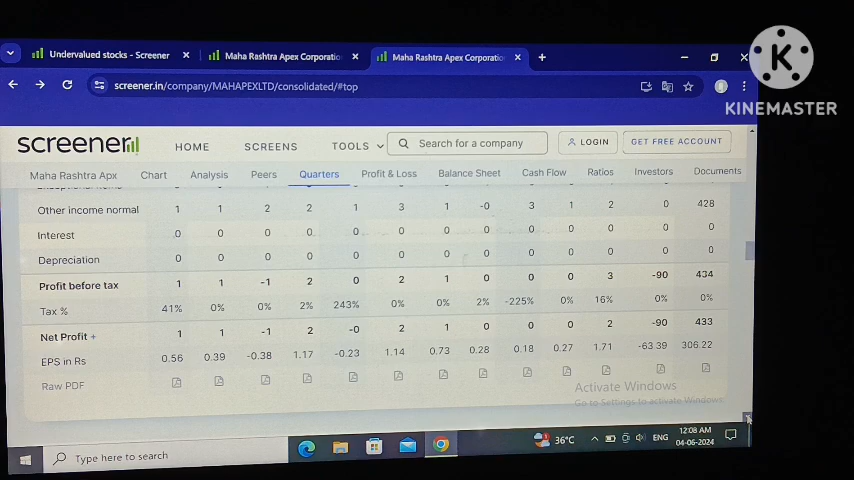 Undervalued stocks - Screener
Maha Rashtra Apex Corporatio
Maha Rashtra Apex Corporatio
screener.in/company/MAHAPEXLTD/consolidated/#top
KINEMASTER
screener
HOME
SCREENS
TOOLS
Search for a company
LOGIN
GET FREE ACCOUNT
Maha Rashtra Apx
Chart
Analysis
Peers
Quarters
Profit & Loss
Balance Sheet
Cash Flow
Ratios
Investors
Documents
Other income normal 1 1 2 2 1 3 1 -0 3 1 2 0 428
Interest 0 0 0 0 0 0 0 0 0 0 0 0 0
Depreciation 0 0 0 0 0 0 0 0 0 0 0 0 0
Profit before tax 1 1 -1 2 0 2 1 0 0 0 3 -90 434
Tax % 41% 0% 0% 2% 243% 0% 0% 2% -225% 0% 16% 0% 0%
Net Profit + 1 1 -1 2 -0 2 1 0 0 0 2 -90 433
EPS in Rs 0.56 0.39 -0.38 1.17 -0.23 1.14 0.73 0.28 0.18 0.27 1.71 -63.39 306.22
Raw PDF
Activate Windows
Go to Settings to activate Windows.
Type here to search
36°C
ENG
12:08 AM
04-06-2024